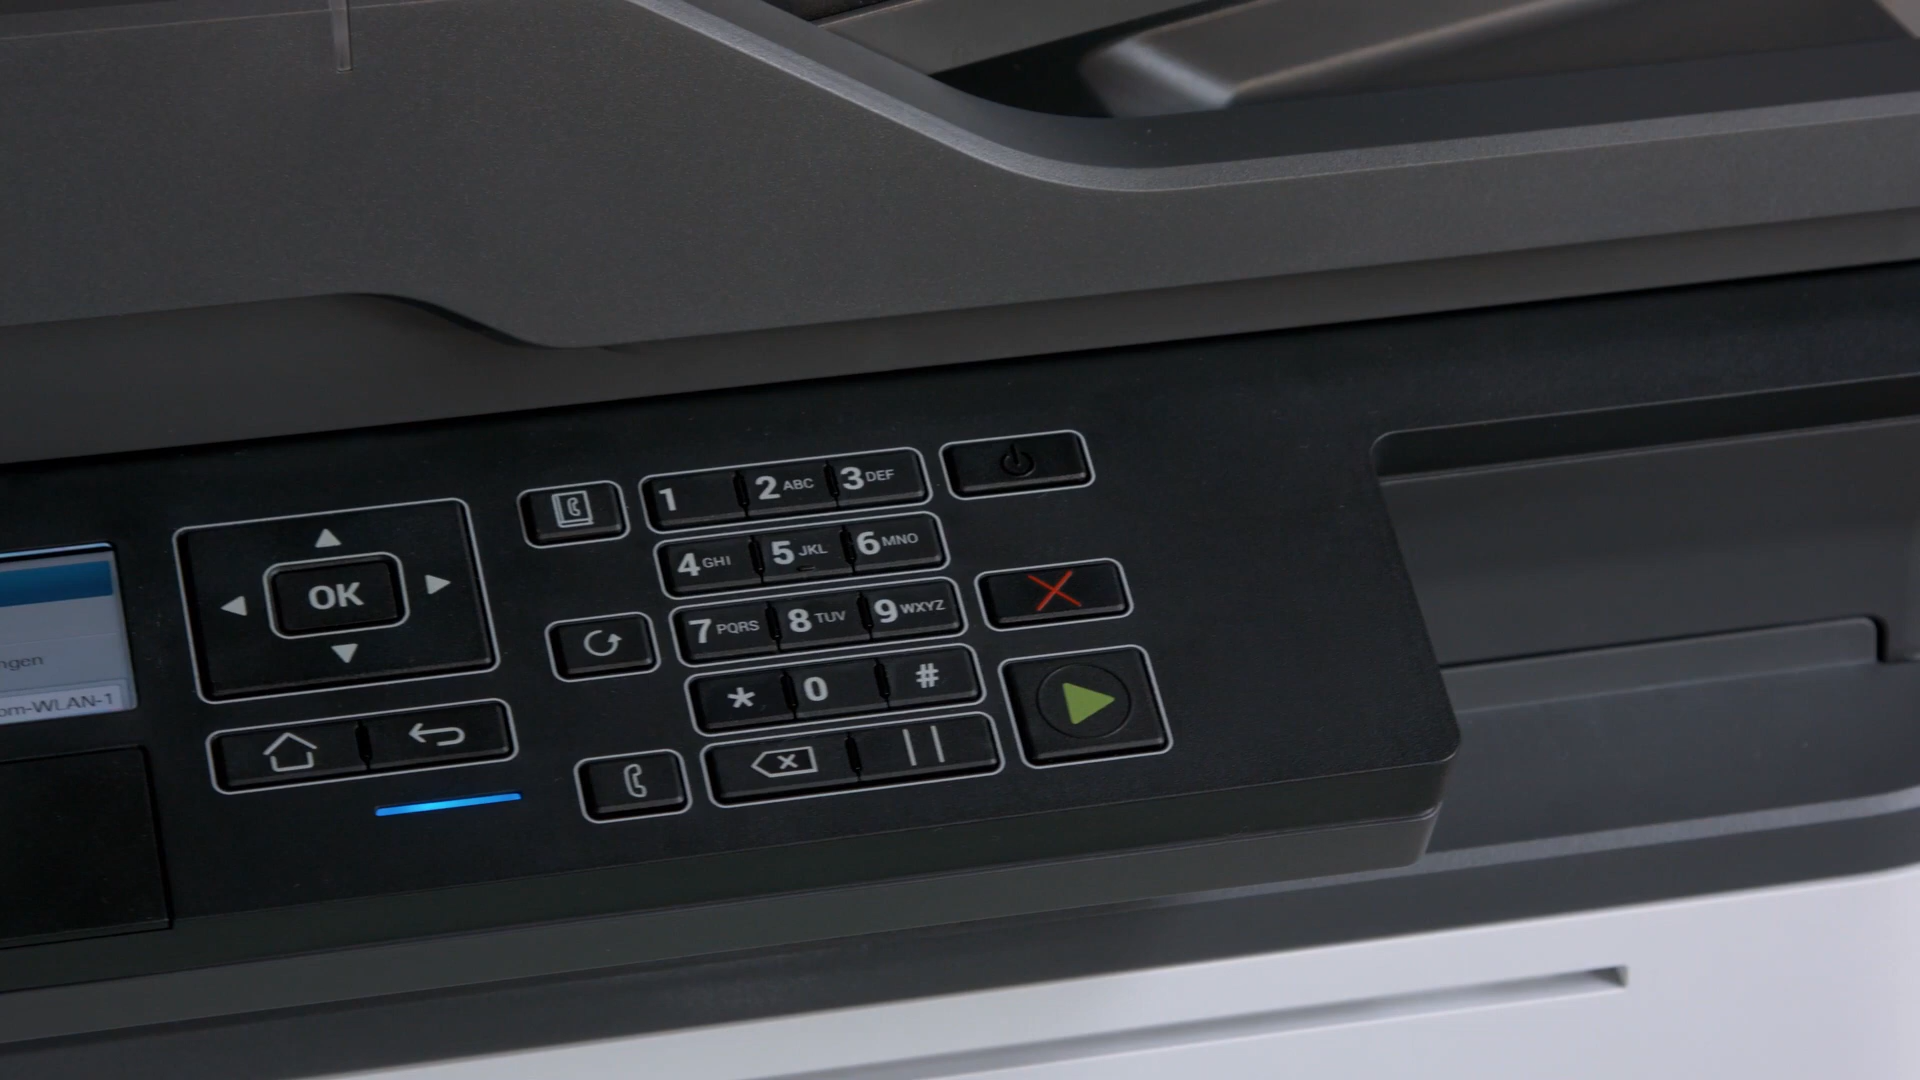 1 2 ABC 3 DEF
4 GHI 5 JKL 6 MNO
7 PQRS 8 TUV 9 WXYZ
* 0 #
OK
ngen
om-WLAN-1